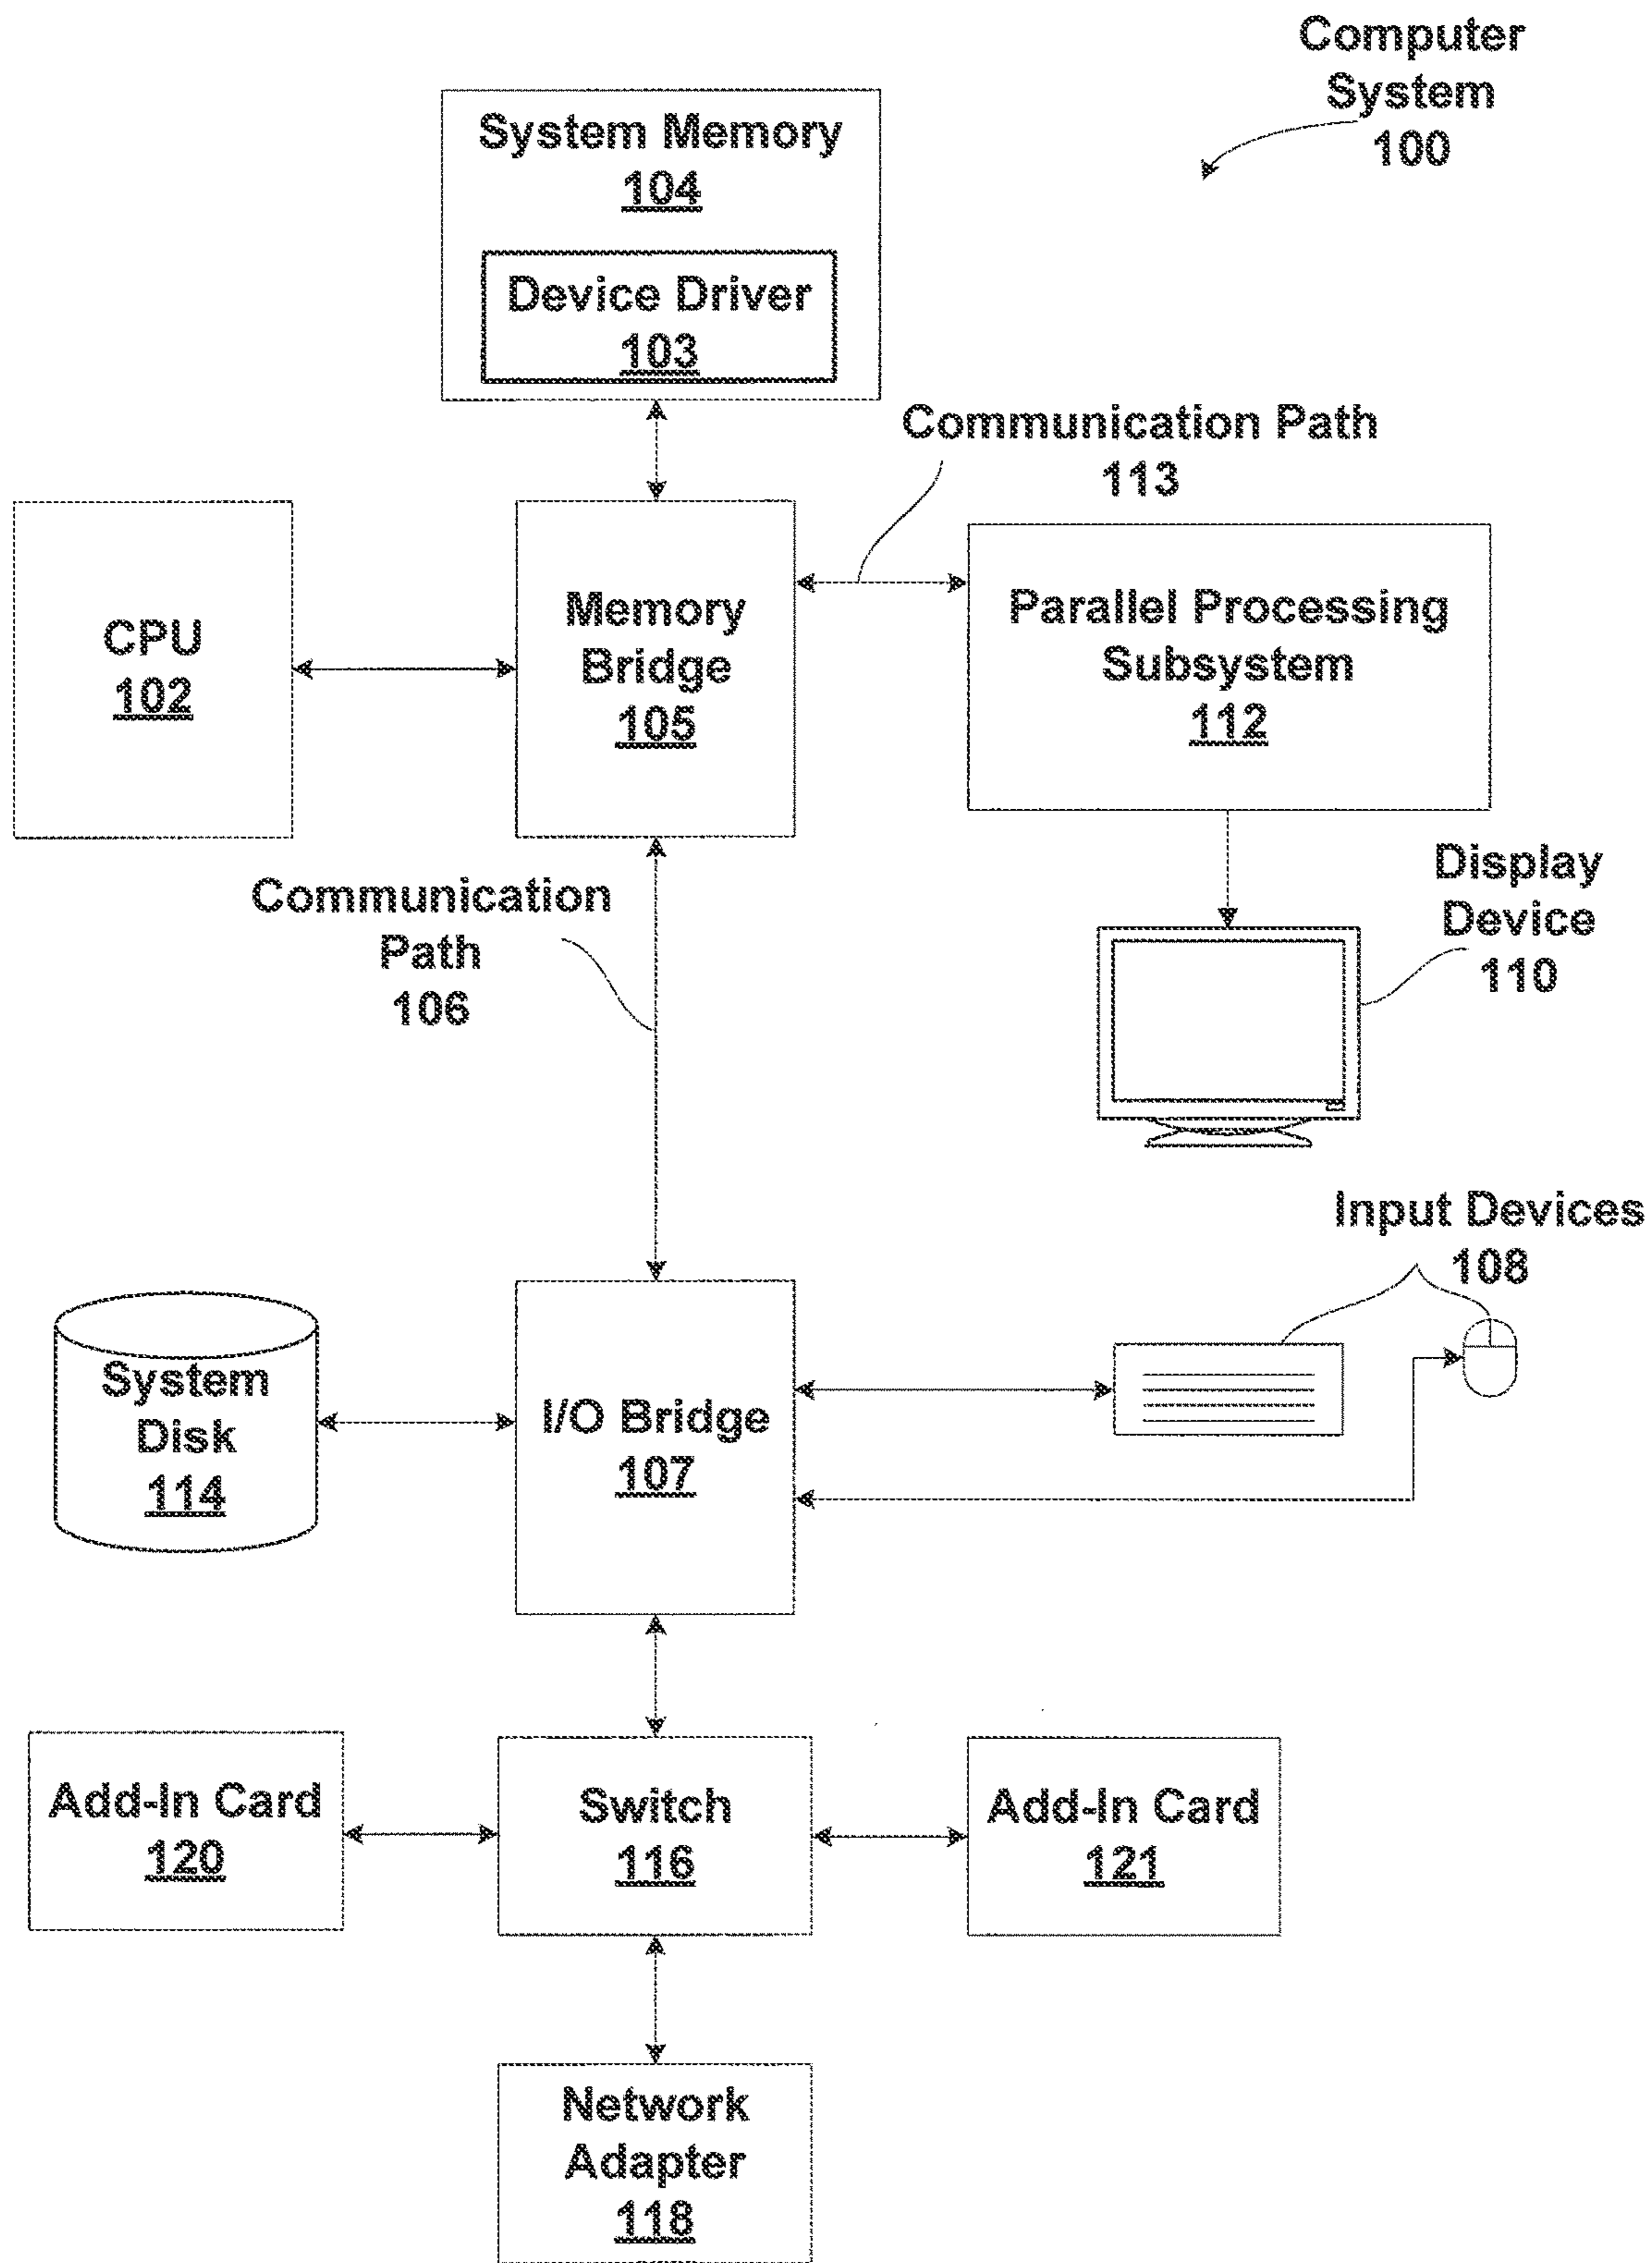 Computer
System
100
System Memory
104
Device Driver
103
Communication Path
113
CPU
102
Memory
Bridge
105
Parallel Processing
Subsystem
112
Communication
Path
106
Display
Device
110
Input Devices
108
System
Disk
114
I/O Bridge
107
Add-In Card
120
Switch
116
Add-In Card
121
Network
Adapter
118